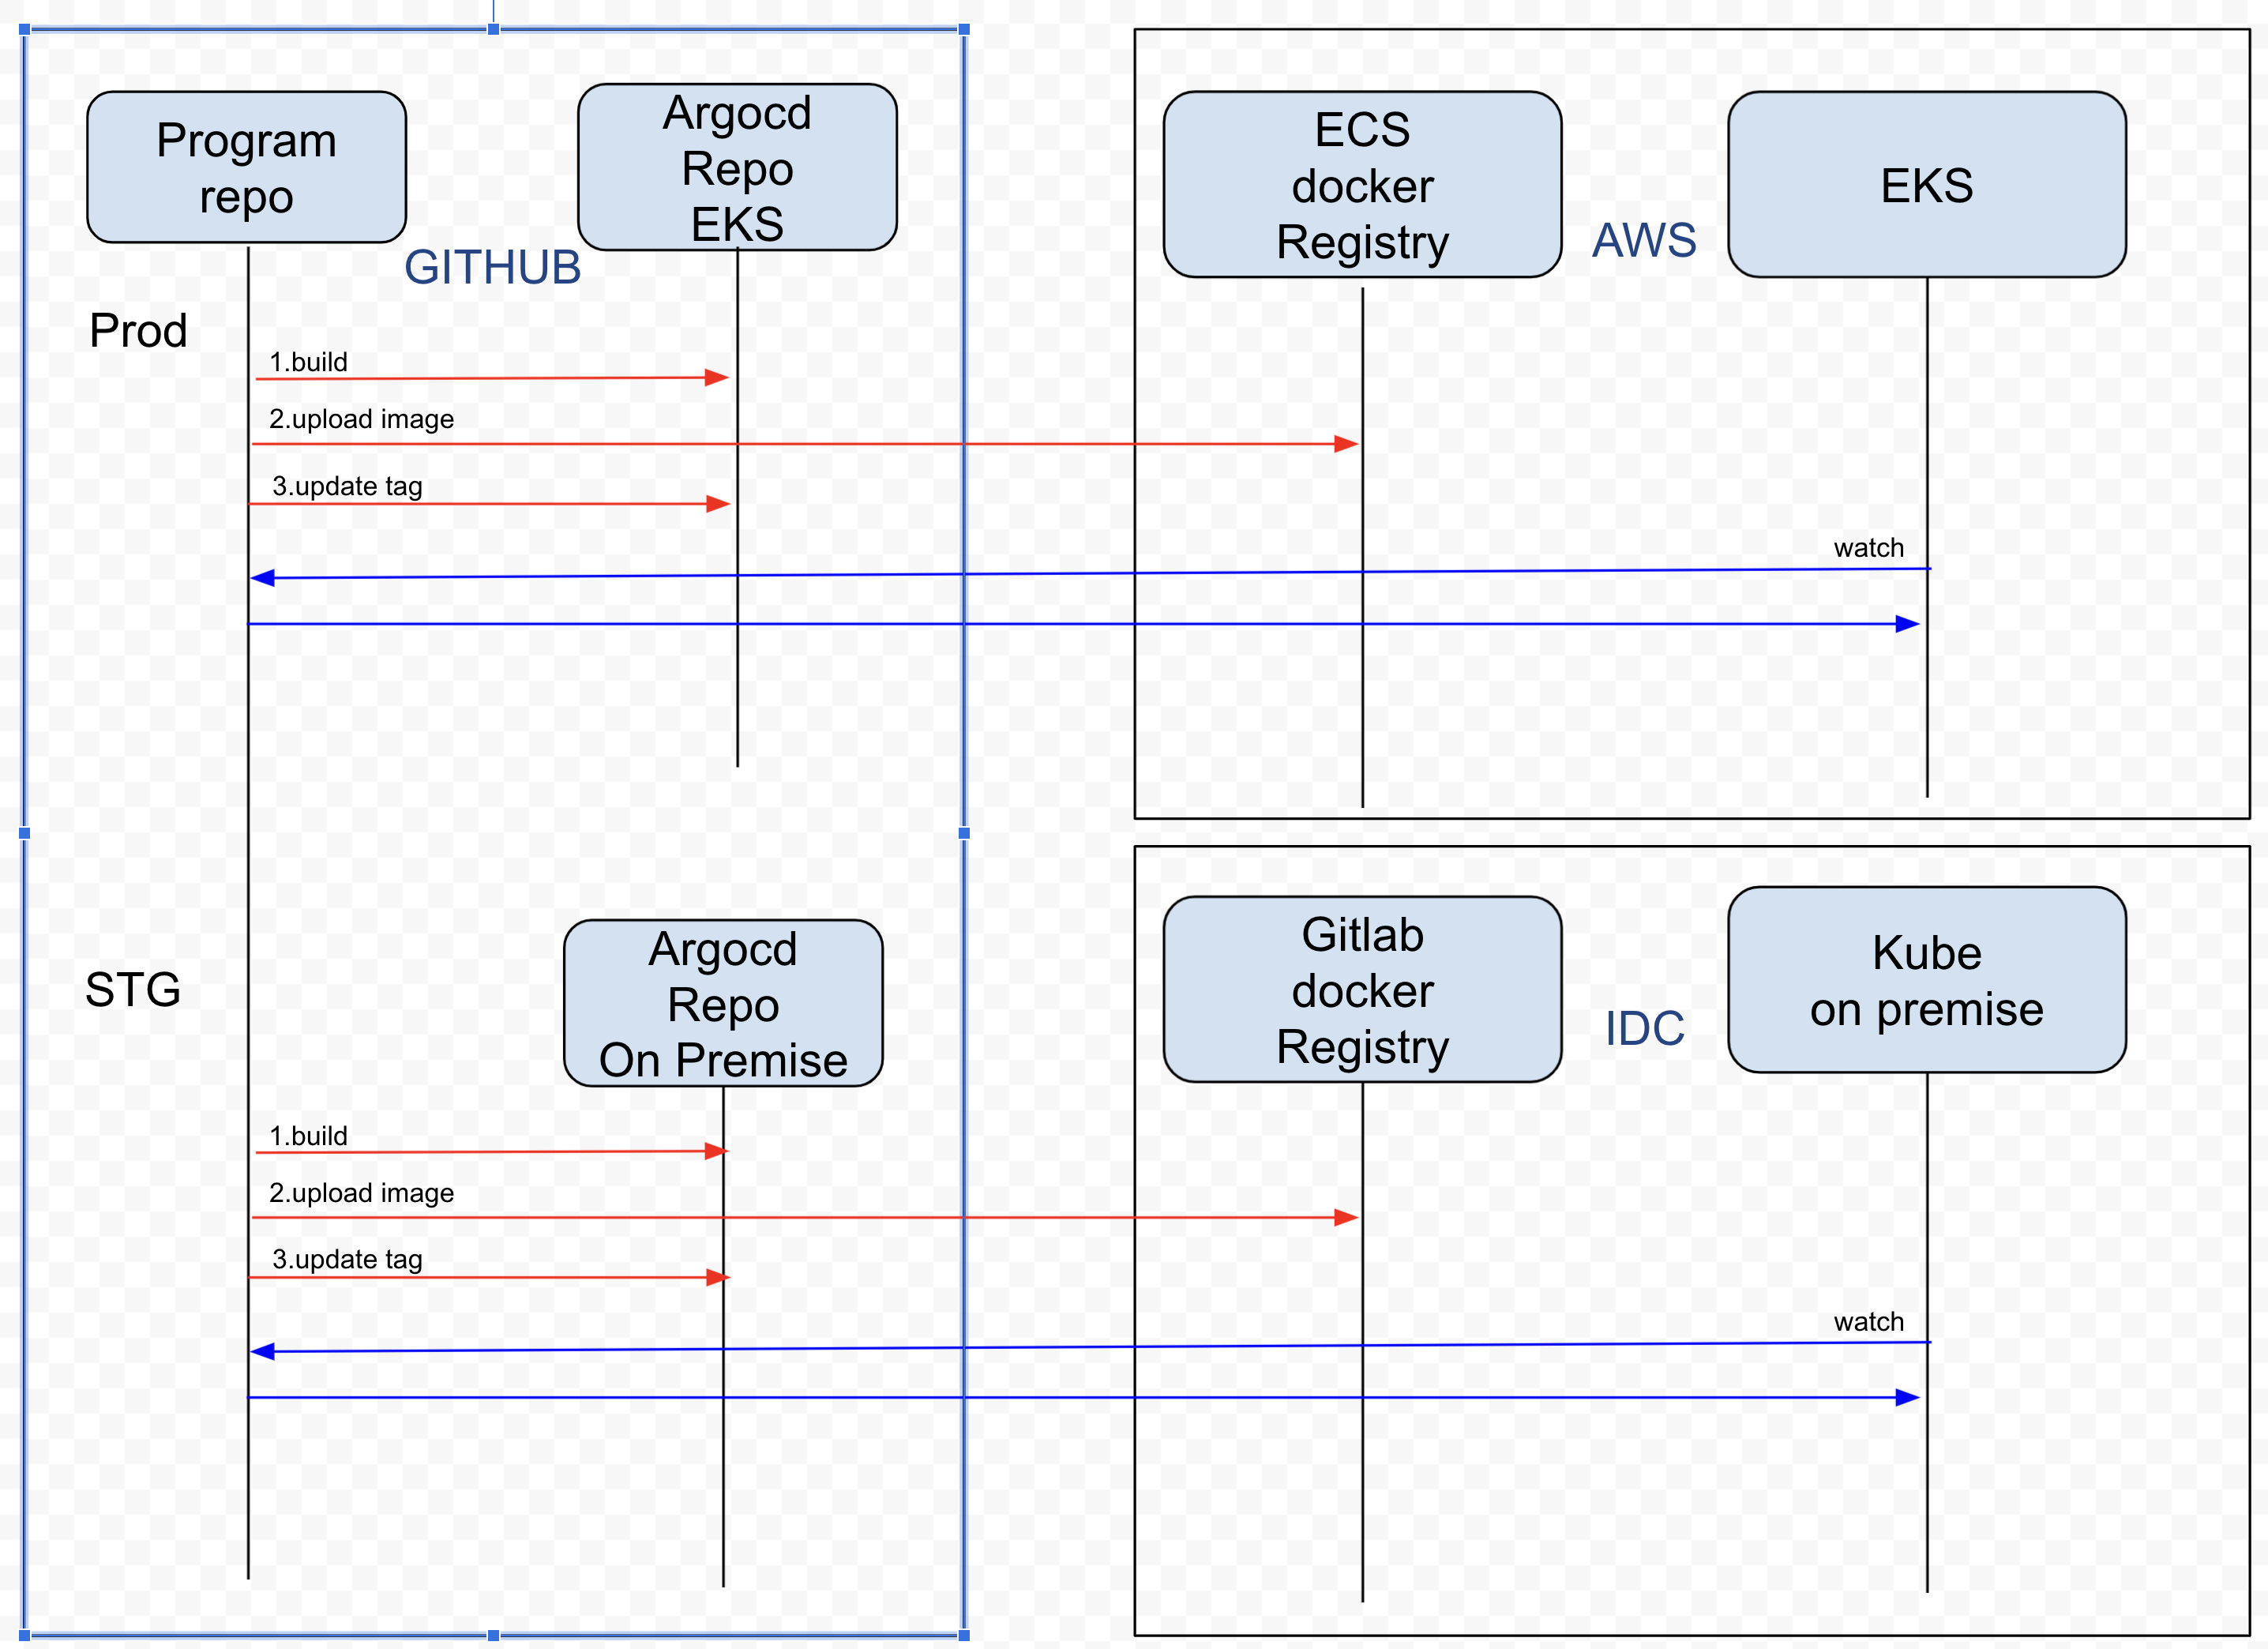 Program
repo
Argocd
Repo
EKS
ECS
docker
Registry
EKS
GITHUB
AWS
Prod
1.build
2.upload image
3.update tag
watch
Argocd
Repo
On Premise
Gitlab
docker
Registry
Kube
on premise
STG
IDC
1.build
2.upload image
3.update tag
watch